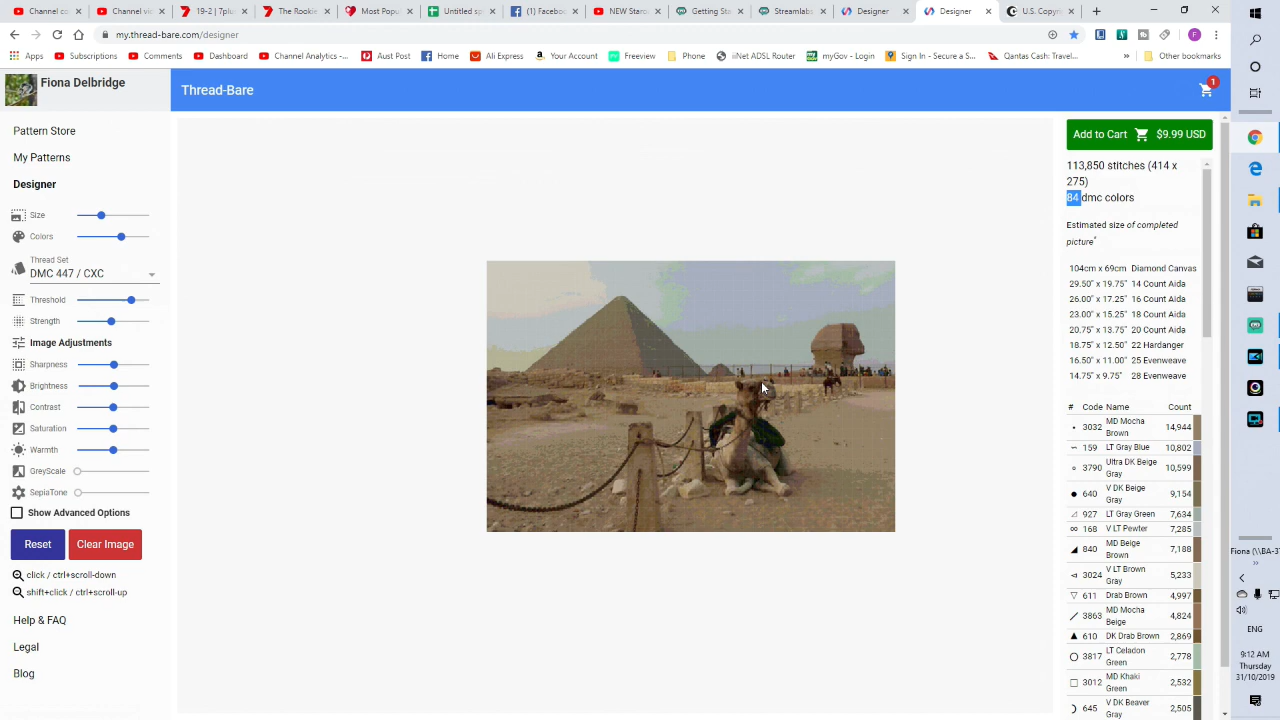 Channel co
Channel vi
19-2 | 7plu
The Rookie
Most Popu
Untitled sp
(1) Faceboo
NEW Starco
Getting Sta
Streamlabs
Designer
Designer
U.S. Copyrig
my.thread-bare.com/designer
Apps
Subscriptions
Comments
Dashboard
Channel Analytics -...
Aust Post
Home
Ali Express
Your Account
Freeview
Phone
iiNet ADSL Router
myGov - Login
Sign In - Secure a S...
Qantas Cash: Travel...
»
Other bookmarks
Fiona Delbridge
Thread-Bare
1
Pattern Store
My Patterns
Designer
Size
Colors
Thread Set
DMC 447 / CXC
Threshold
Strength
Image Adjustments
Sharpness
Brightness
Contrast
Saturation
Warmth
GreyScale
SepiaTone
Show Advanced Options
Reset Clear Image
click / ctrl+scroll-down
shift+click / ctrl+scroll-up
Help & FAQ
Legal
Blog
Add to Cart $9.99 USD
113,850 stitches (414 x
275)
84 dmc colors
Estimated size of completed
picture*
104cm x 69cm Diamond Canvas
29.50" x 19.75" 14 Count Aida
26.00" x 17.25" 16 Count Aida
23.00" x 15.25" 18 Count Aida
20.75" x 13.75" 20 Count Aida
18.75" x 12.50" 22 Hardanger
16.50" x 11.00" 25 Evenweave
14.75" x 9.75" 28 Evenweave
# Code Name Count
3032 MD Mocha Brown 14,944
159 LT Gray Blue 10,802
3790 Ultra DK Beige Gray 10,599
640 V DK Beige Gray 9,154
927 LT Gray Green 7,634
168 V LT Pewter 7,285
840 MD Beige Brown 7,188
3024 V LT Brown Gray 5,233
611 Drab Brown 4,997
3863 MD Mocha Beige 4,824
610 DK Drab Brown 2,869
3817 LT Celadon Green 2,778
3012 MD Khaki Green 2,532
645 V DK Beaver Gray 2,505
Fiona (\\BA-3
»
ENG
9:12 AM
Thursday
31/10/2019